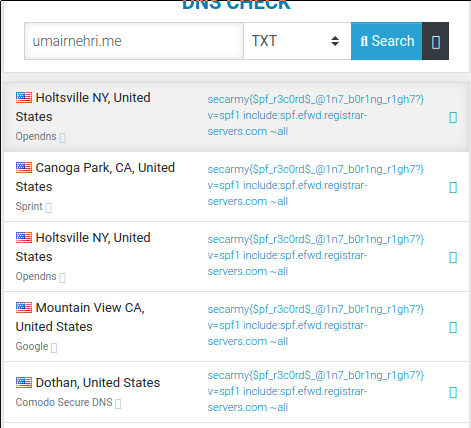 DNS CHECK
umairnehri.me
TXT
Search
Holtsville NY, United
States
Opendns
secarmy{$pf_r3c0rd$_@1n7_b0r1ng_r1gh7?}
v=spf1 include:spf.efwd.registrar-
servers.com ~all
Canoga Park, CA, United
States
Sprint
secarmy{$pf_r3c0rd$_@1n7_b0r1ng_r1gh7?}
v=spf1 include:spf.efwd.registrar-
servers.com ~all
Holtsville NY, United
States
Opendns
secarmy{$pf_r3c0rd$_@1n7_b0r1ng_r1gh7?}
v=spf1 include:spf.efwd.registrar-
servers.com ~all
Mountain View CA,
United States
Google
secarmy{$pf_r3c0rd$_@1n7_b0r1ng_r1gh7?}
v=spf1 include:spf.efwd.registrar-
servers.com ~all
Dothan, United States
Comodo Secure DNS
secarmy{$pf_r3c0rd$_@1n7_b0r1ng_r1gh7?}
v=spf1 include:spf.efwd.registrar-
servers.com ~all